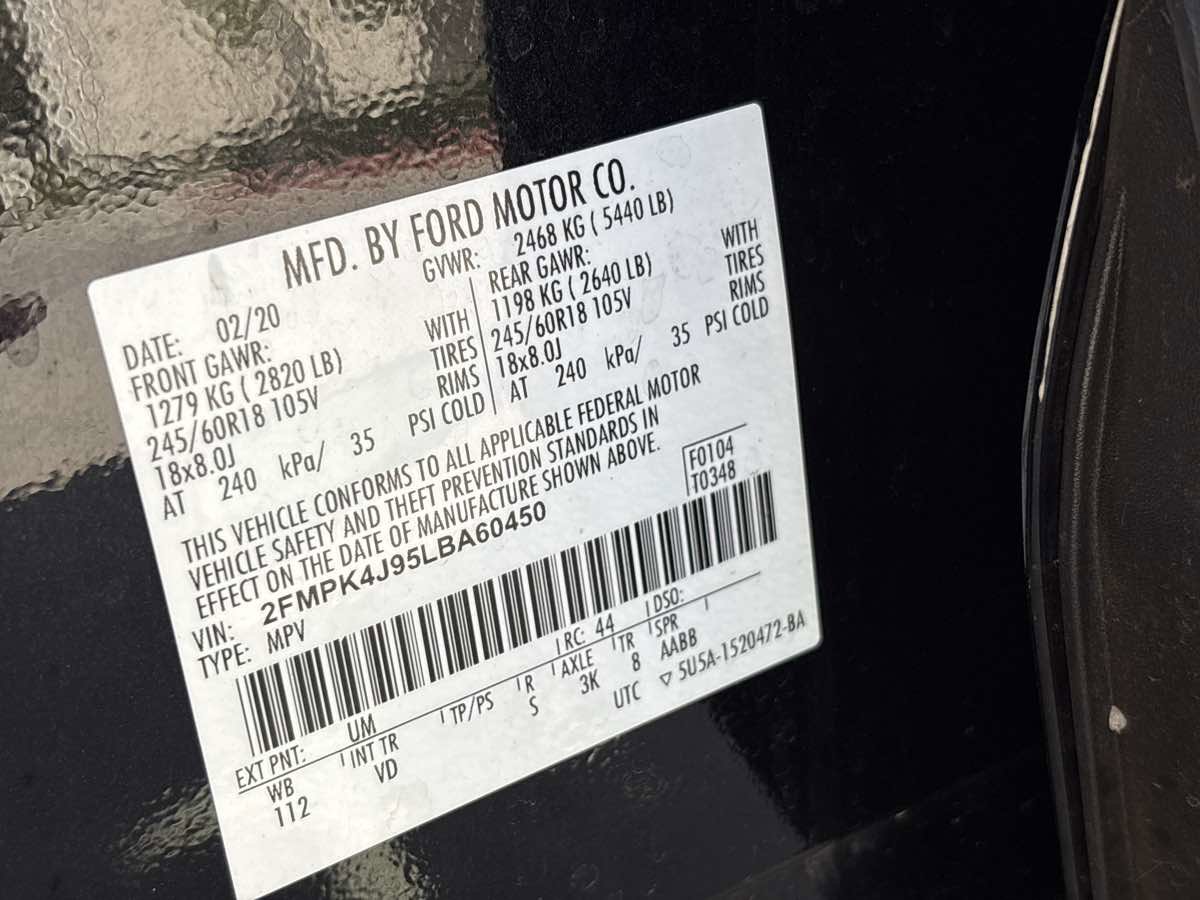 MFD. BY FORD MOTOR CO.
DATE: 02/20
GVWR: 2468 KG ( 5440 LB)
FRONT GAWR:
1279 KG ( 2820 LB) WITH
245/60R18 105V TIRES
18x8.0J RIMS
AT 240 kPa/ 35 PSI COLD
REAR GAWR:
1198 KG ( 2640 LB) WITH
245/60R18 105V TIRES
18x8.0J RIMS
AT 240 kPa/ 35 PSI COLD
THIS VEHICLE CONFORMS TO ALL APPLICABLE FEDERAL MOTOR
VEHICLE SAFETY AND THEFT PREVENTION STANDARDS IN
EFFECT ON THE DATE OF MANUFACTURE SHOWN ABOVE.
F0104
T0348
VIN: 2FMPK4J95LBA60450
TYPE: MPV
EXT PNT: UM RC: 44 DSO:
WB INT TR TP/PS R AXLE TR SPR
112 VD S 3K 8 AABB
UTC ▽ 5U5A-1520472-BA